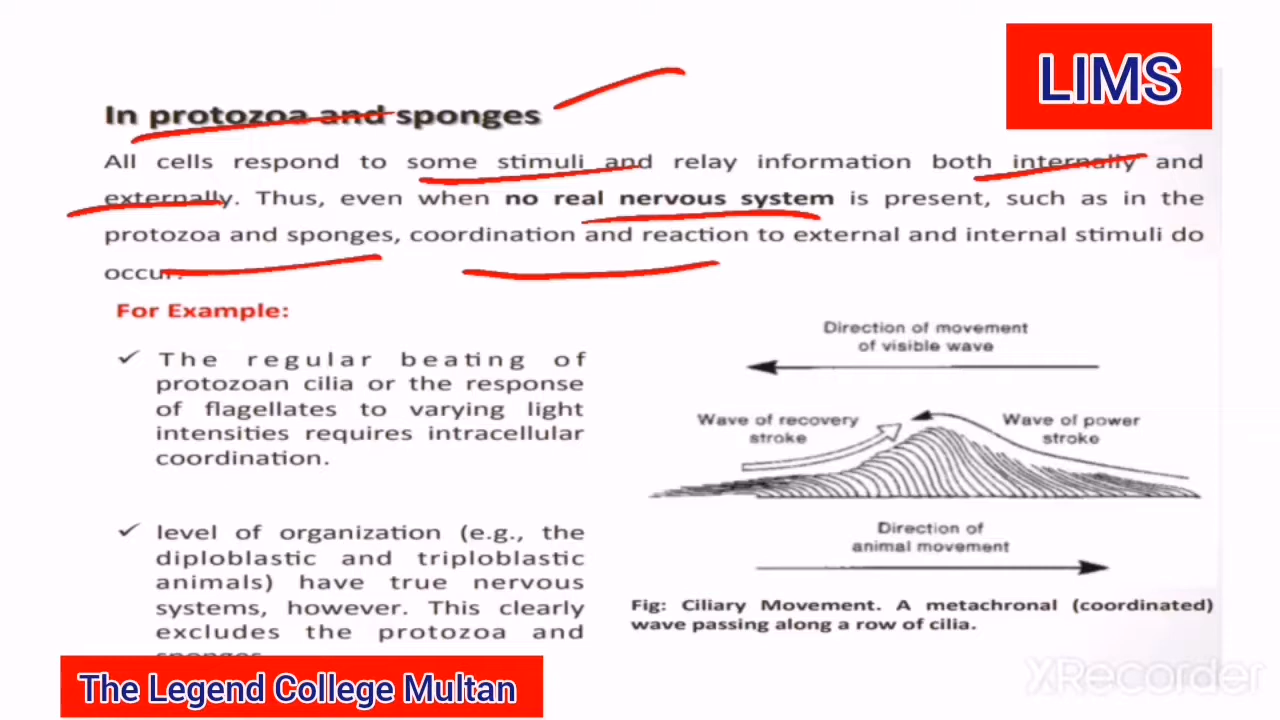 LIMS
In protozoa and sponges
All cells respond to some stimuli and relay information both internally and
externally. Thus, even when no real nervous system is present, such as in the
protozoa and sponges, coordination and reaction to external and internal stimuli do
occur.
For Example:
The regular beating of
protozoan cilia or the response
of flagellates to varying light
intensities requires intracellular
coordination.
level of organization (e.g., the
diploblastic and triploblastic
animals) have true nervous
systems, however. This clearly
excludes the protozoa and
sponges
Direction of movement
of visible wave
Wave of recovery
stroke
Wave of power
stroke
Direction of
animal movement
Fig: Ciliary Movement. A metachronal (coordinated)
wave passing along a row of cilia.
The Legend College Multan
XRecorder